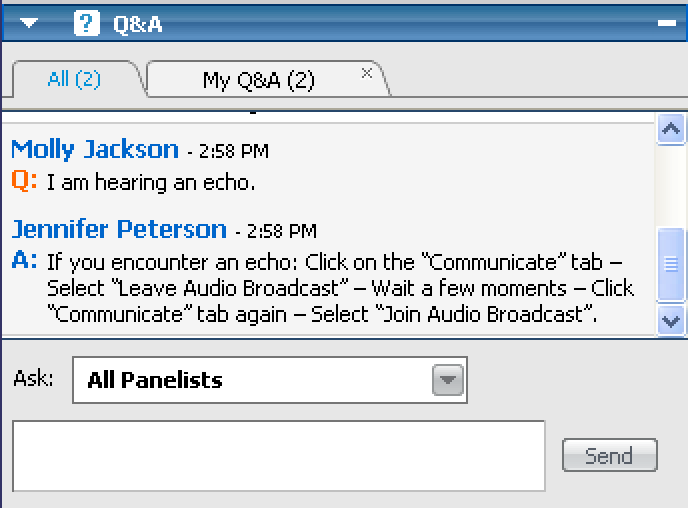 ? Q&A
All (2)
My Q&A (2) x
Molly Jackson - 2:58 PM
Q: I am hearing an echo.
Jennifer Peterson - 2:58 PM
A: If you encounter an echo: Click on the “Communicate” tab –
Select “Leave Audio Broadcast” – Wait a few moments – Click
“Communicate” tab again – Select “Join Audio Broadcast”.
Ask: All Panelists
Send